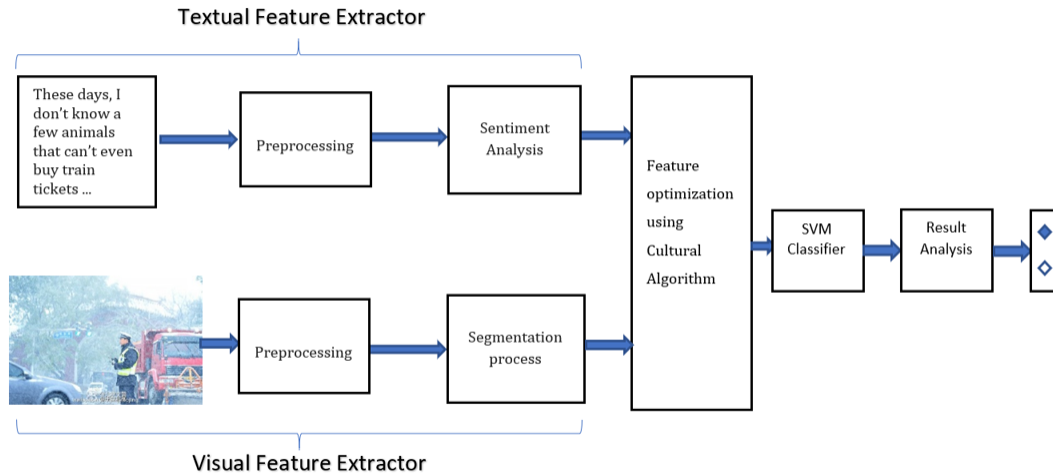 Textual Feature Extractor
These days, I
don't know a
few animals
that can't even
buy train
tickets ...
Preprocessing
Sentiment
Analysis
Feature
optimization
using
Cultural
Algorithm
SVM
Classifier
Result
Analysis
Preprocessing
Segmentation
process
Visual Feature Extractor